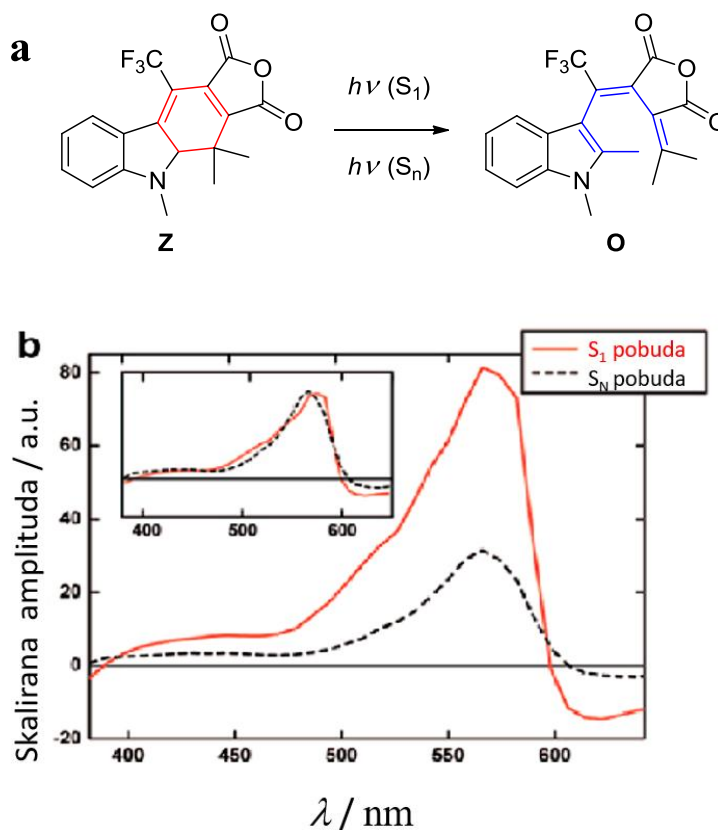 a
F₃C
O
O
O
N
Z
hν (S₁)
hν (Sₙ)
F₃C
O
O
O
N
O
b
S₁ pobuda
S_N pobuda
Skalirana amplituda / a.u.
80
60
40
20
0
-20
400
500
600
400
450
500
550
600
λ / nm